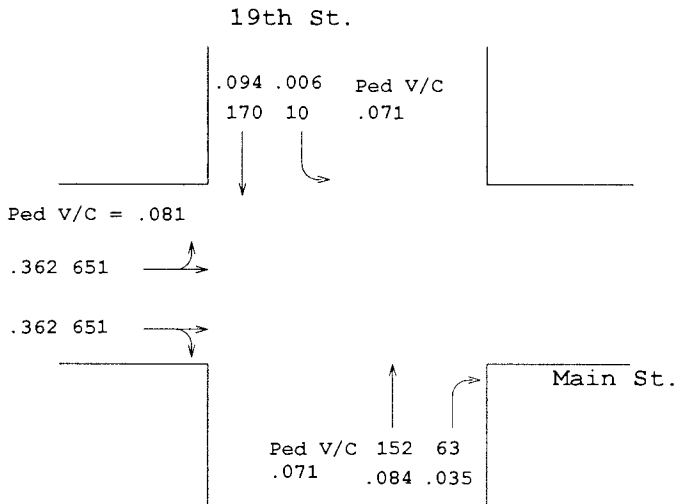 19th St.
.094 .006 Ped V/C
170 10 .071
Ped V/C = .081
.362 651
.362 651
Main St.
Ped V/C 152 63
.071 .084 .035